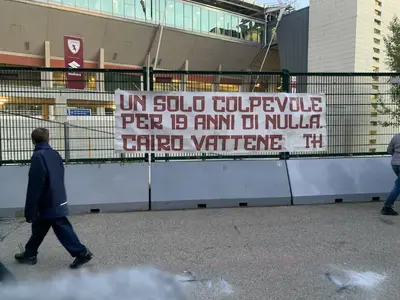 UN SOLO COLPEVOLE
PER 19 ANNI DI NULLA.
CAIRO VATTENE TH